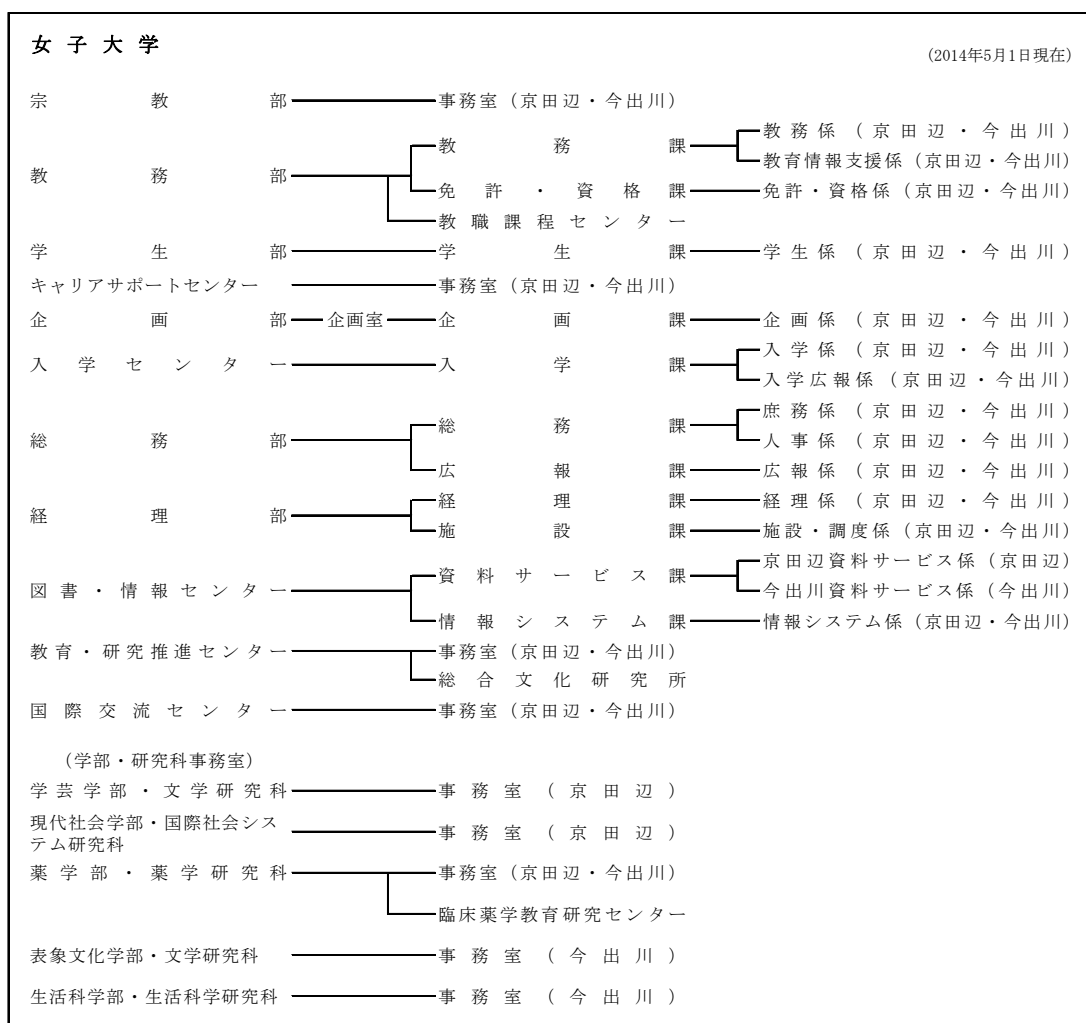 女子大学
(2014年5月1日現在)
宗教部 事務室(京田辺・今出川)
教務係(京田辺・今出川)
教務課
教育情報支援係(京田辺・今出川)
教務部
免許・資格課 免許・資格係(京田辺・今出川)
教職課程センター
学生部 学生課 学生係(京田辺・今出川)
キャリアサポートセンター 事務室(京田辺・今出川)
企画部 企画室 企画課 企画係(京田辺・今出川)
入学係(京田辺・今出川)
入学センター 入学課
入学広報係(京田辺・今出川)
庶務係(京田辺・今出川)
総務課
人事係(京田辺・今出川)
総務部
広報課 広報係(京田辺・今出川)
経理課 経理係(京田辺・今出川)
経理部
施設課 施設・調度係(京田辺・今出川)
京田辺資料サービス係(京田辺)
資料サービス課
図書・情報センター
今出川資料サービス係(今出川)
情報システム課 情報システム係(京田辺・今出川)
教育・研究推進センター 事務室(京田辺・今出川)
総合文化研究所
国際交流センター 事務室(京田辺・今出川)
(学部・研究科事務室)
学芸学部・文学研究科 事務室(京田辺)
現代社会学部・国際社会シス
テム研究科
事務室(京田辺)
薬学部・薬学研究科 事務室(京田辺・今出川)
臨床薬学教育研究センター
表象文化学部・文学研究科 事務室(今出川)
生活科学部・生活科学研究科 事務室(今出川)